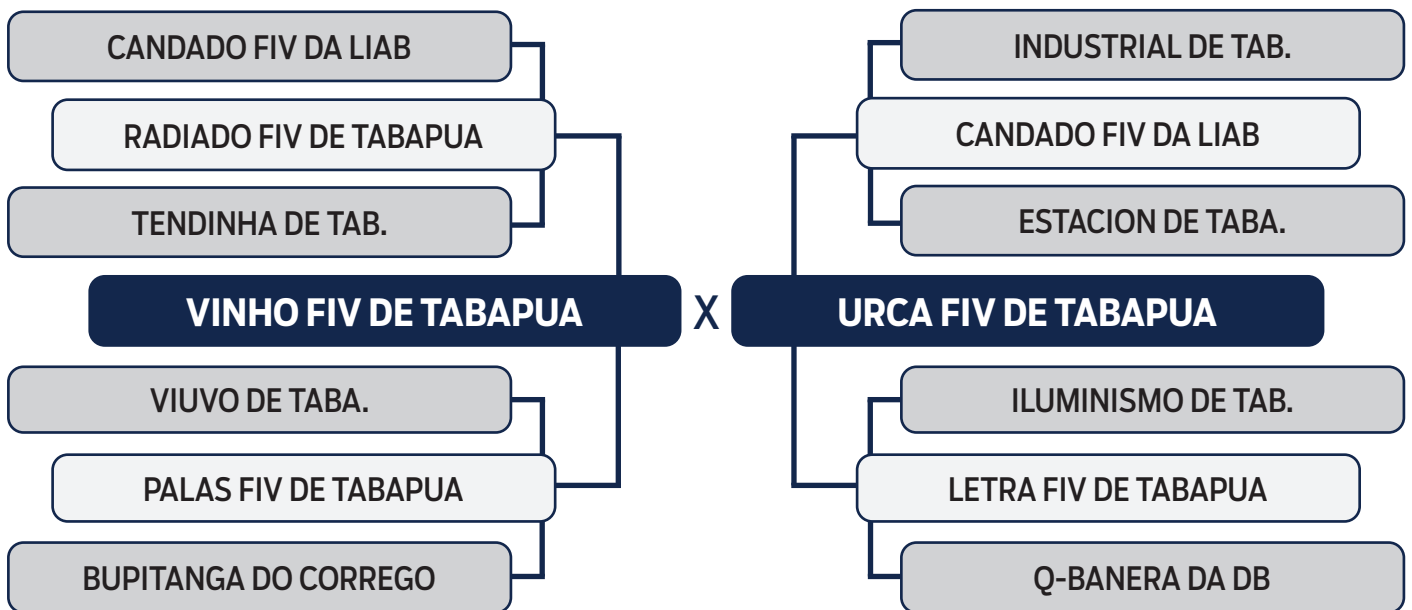 CANDADO FIV DA LIAB
RADIADO FIV DE TABAPUA
TENDINHA DE TAB.
VINHO FIV DE TABAPUA
VIUVO DE TABA.
PALAS FIV DE TABAPUA
BUPITANGA DO CORREGO
X
INDUSTRIAL DE TAB.
CANDADO FIV DA LIAB
ESTACION DE TABA.
URCA FIV DE TABAPUA
ILUMINISMO DE TAB.
LETRA FIV DE TABAPUA
Q-BANERA DA DB